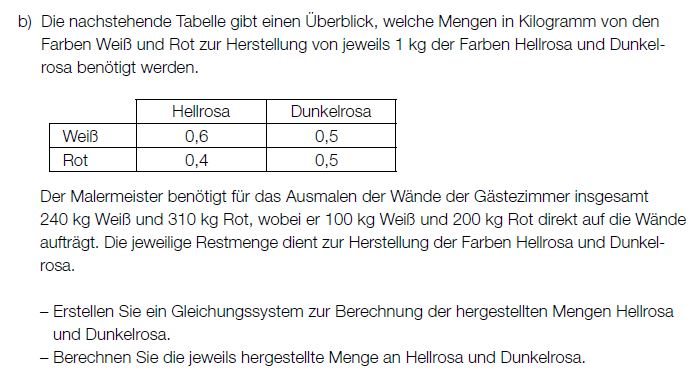 b) Die nachstehende Tabelle gibt einen Überblick, welche Mengen in Kilogramm von den
Farben Weiß und Rot zur Herstellung von jeweils 1 kg der Farben Hellrosa und Dunkel-
rosa benötigt werden.
Hellrosa Dunkelrosa
Weiß 0,6 0,5
Rot 0,4 0,5
Der Malermeister benötigt für das Ausmalen der Wände der Gästezimmer insgesamt
240 kg Weiß und 310 kg Rot, wobei er 100 kg Weiß und 200 kg Rot direkt auf die Wände
aufträgt. Die jeweilige Restmenge dient zur Herstellung der Farben Hellrosa und Dunkel-
rosa.
– Erstellen Sie ein Gleichungssystem zur Berechnung der hergestellten Mengen Hellrosa
und Dunkelrosa.
– Berechnen Sie die jeweils hergestellte Menge an Hellrosa und Dunkelrosa.